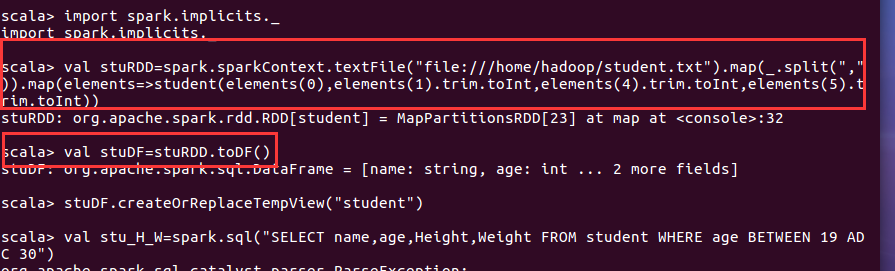 scala> import spark.implicits._
import spark.implicits._
scala> val stuRDD=spark.sparkContext.textFile("file:///home/hadoop/student.txt").map(_.split(","
)).map(elements=>student(elements(0),elements(1).trim.toInt,elements(4).trim.toInt,elements(5).t
rim.toInt))
stuRDD: org.apache.spark.rdd.RDD[student] = MapPartitionsRDD[23] at map at <console>:32
scala> val stuDF=stuRDD.toDF()
stuDF: org.apache.spark.sql.DataFrame = [name: string, age: int ... 2 more fields]
scala> stuDF.createOrReplaceTempView("student")
scala> val stu_H_W=spark.sql("SELECT name,age,Height,Weight FROM student WHERE age BETWEEN 19 AD
C 30")
org.apache.spark.sql.catalyst.parser.ParseException: